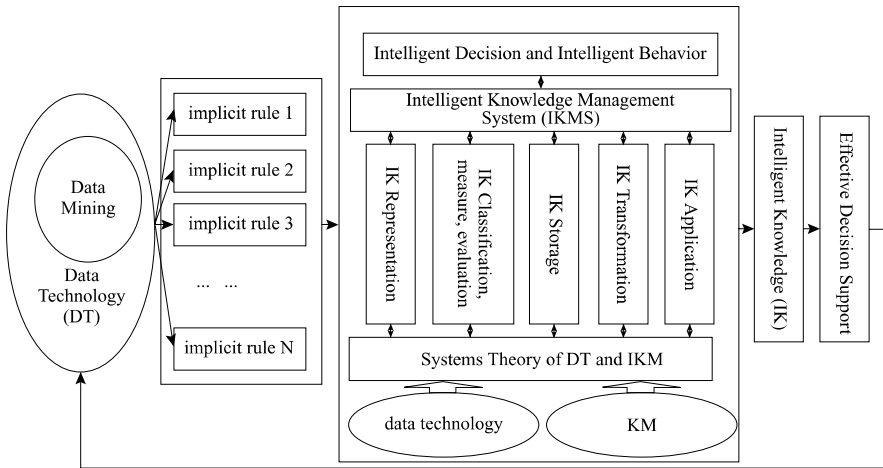 Data
Mining
Data
Technology
(DT)
implicit rule 1
implicit rule 2
implicit rule 3
... ...
implicit rule N
Intelligent Decision and Intelligent Behavior
Intelligent Knowledge Management
System (IKMS)
IK Representation
IK Classification,
measure, evaluation
IK Storage
IK Transformation
IK Application
Systems Theory of DT and IKM
data technology
KM
Intelligent Knowledge (IK)
Effective Decision Support